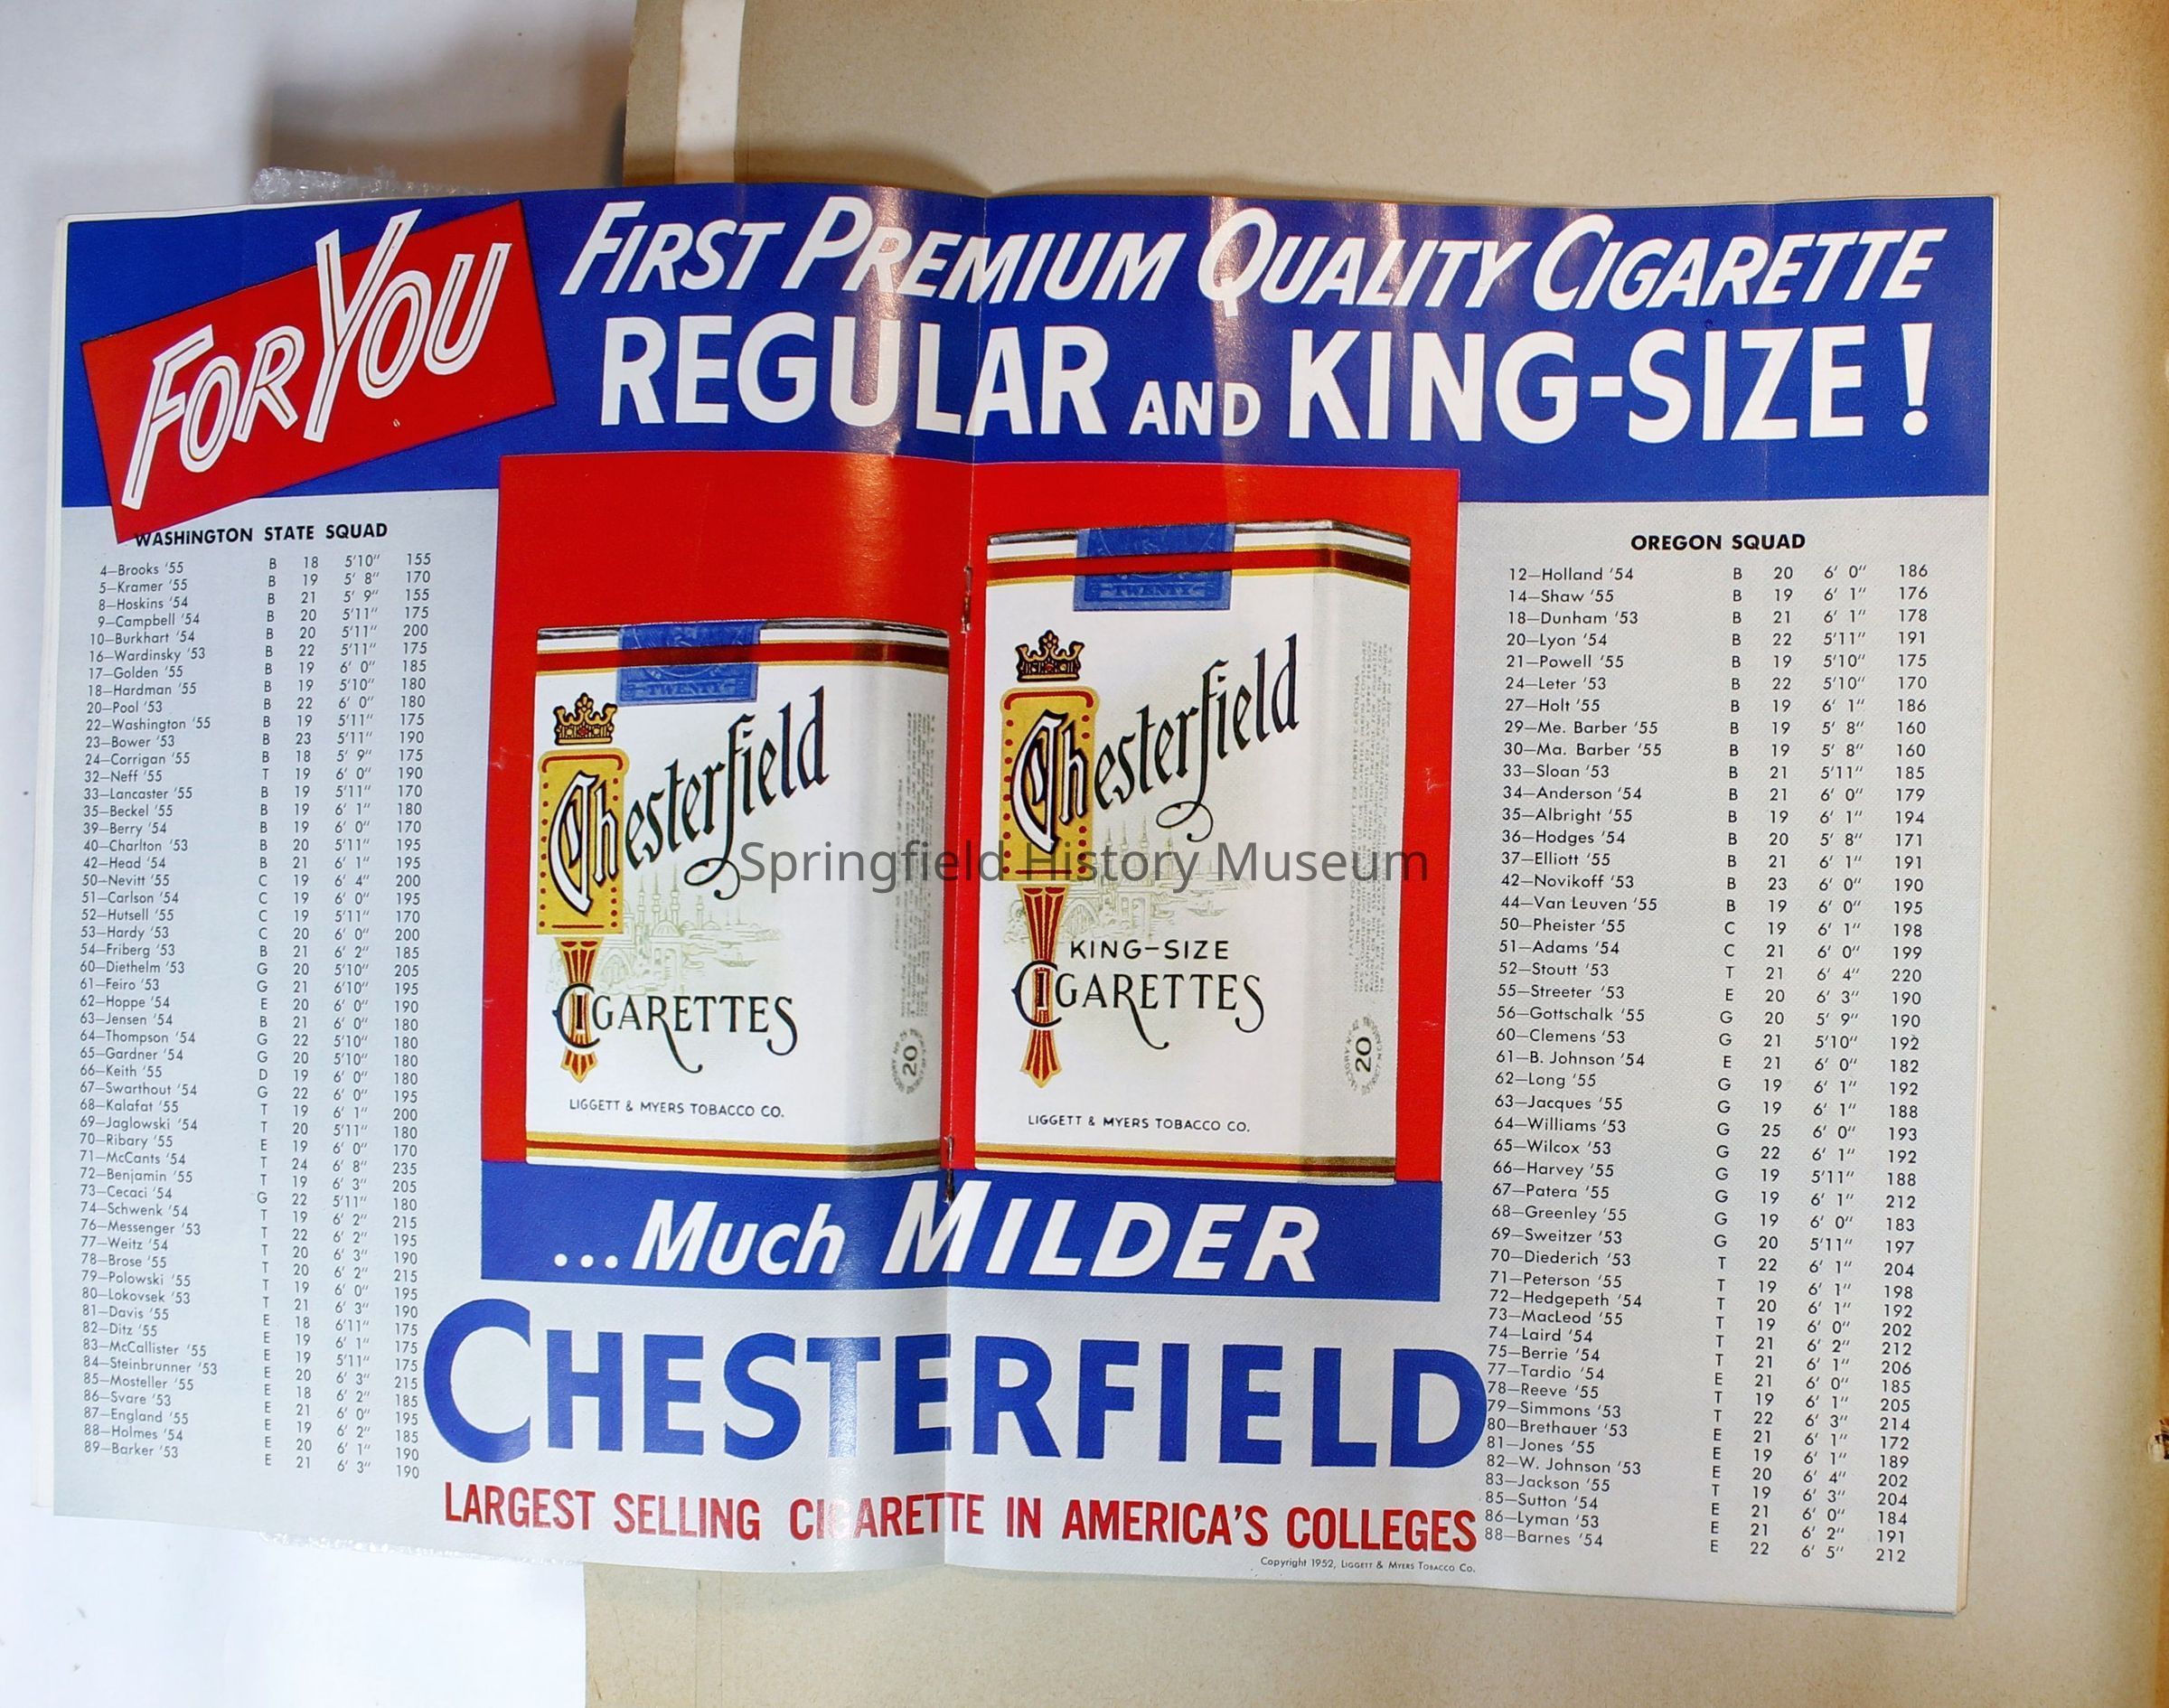 FOR YOU
FIRST PREMIUM QUALITY CIGARETTE
REGULAR AND KING-SIZE!
WASHINGTON STATE SQUAD
4—Brooks '55 B 18 5'10" 155
5—Kramer '55 B 19 5' 8" 170
8—Hoskins '54 B 21 5' 9" 155
9—Campbell '54 B 20 5'11" 175
10—Burkhart '54 B 20 5'11" 200
16—Wardinsky '53 B 22 5'11" 175
17—Golden '55 B 19 6' 0" 185
18—Hardman '55 B 19 5'10" 180
20—Pool '53 B 22 6' 0" 180
22—Washington '55 B 19 5'11" 175
23—Bower '53 B 23 5'11" 190
24—Corrigan '55 B 18 5' 9" 175
32—Neff '55 T 19 6' 0" 190
33—Lancaster '55 B 19 5'11" 170
35—Beckel '55 B 19 6' 1" 180
39—Berry '54 B 19 6' 0" 170
40—Charlton '53 B 20 5'11" 195
42—Head '54 B 21 6' 1" 195
50—Nevitt '55 C 19 6' 4" 200
51—Carlson '54 C 19 6' 0" 195
52—Hutsell '55 C 19 5'11" 170
53—Hardy '53 C 20 6' 0" 200
54—Friberg '53 B 21 6' 2" 185
60—Diethelm '53 G 20 5'10" 205
61—Feiro '53 G 21 6'10" 195
62—Hoppe '54 E 20 6' 0" 190
63—Jensen '54 B 21 6' 0" 180
64—Thompson '54 G 22 5'10" 180
65—Gardner '54 G 20 5'10" 180
66—Keith '55 D 19 6' 0" 180
67—Swarthout '54 G 22 6' 0" 195
68—Kalafat '55 T 19 6' 1" 200
69—Jaglowski '54 T 20 5'11" 180
70—Ribary '55 E 19 6' 0" 170
71—McCants '54 T 24 6' 8" 235
72—Benjamin '55 T 19 6' 3" 205
73—Cecaci '54 G 22 5'11" 180
74—Schwenk '54 T 19 6' 2" 215
76—Messenger '53 T 22 6' 2" 195
77—Weitz '54 T 20 6' 3" 190
78—Brose '55 T 20 6' 2" 215
79—Polowski '55 T 19 6' 0" 195
80—Lokovsek '53 T 21 6' 3" 190
81—Davis '55 E 18 6'11" 175
82—Ditz '55 E 19 6' 1" 175
83—McCallister '55 E 19 5'11" 175
84—Steinbrunner '53 E 20 6' 3" 215
85—Mosteller '55 E 18 6' 2" 185
86—Svare '53 E 21 6' 0" 195
87—England '55 E 19 6' 2" 185
88—Holmes '54 E 20 6' 1" 190
89—Barker '53 E 21 6' 3" 190
TWENTY
Chesterfield
CIGARETTES
20
LIGGETT & MYERS TOBACCO CO.
TWENTY
Chesterfield
KING-SIZE
CIGARETTES
20
LIGGETT & MYERS TOBACCO CO.
Springfield History Museum
...MUCH MILDER
CHESTERFIELD
LARGEST SELLING CIGARETTE IN AMERICA'S COLLEGES
Copyright 1952, LIGGETT & MYERS TOBACCO CO.
OREGON SQUAD
12—Holland '54 B 20 6' 0" 186
14—Shaw '55 B 19 6' 1" 176
18—Dunham '53 B 21 6' 1" 178
20—Lyon '54 B 22 5'11" 191
21—Powell '55 B 19 5'10" 175
24—Leter '53 B 22 5'10" 170
27—Holt '55 B 19 6' 1" 186
29—Me. Barber '55 B 19 5' 8" 160
30—Ma. Barber '55 B 19 5' 8" 160
33—Sloan '53 B 21 5'11" 185
34—Anderson '54 B 21 6' 0" 179
35—Albright '55 B 19 6' 1" 194
36—Hodges '54 B 20 5' 8" 171
37—Elliott '55 B 21 6' 1" 191
42—Novikoff '53 B 23 6' 0" 190
44—Van Leuven '55 B 19 6' 0" 195
50—Pheister '55 C 19 6' 1" 198
51—Adams '54 C 21 6' 0" 199
52—Stoutt '53 T 21 6' 4" 220
55—Streeter '53 E 20 6' 3" 190
56—Gottschalk '55 G 20 5' 9" 190
60—Clemens '53 G 21 5'10" 192
61—B. Johnson '54 E 21 6' 0" 182
62—Long '55 G 19 6' 1" 192
63—Jacques '55 G 19 6' 1" 188
64—Williams '53 G 25 6' 0" 193
65—Wilcox '53 G 22 6' 1" 192
66—Harvey '55 G 19 5'11" 188
67—Patera '55 G 19 6' 1" 212
68—Greenley '55 G 19 6' 0" 183
69—Sweitzer '53 G 20 5'11" 197
70—Diederich '53 T 22 6' 1" 204
71—Peterson '55 T 19 6' 1" 198
72—Hedgepeth '54 T 20 6' 1" 192
73—MacLeod '55 T 19 6' 0" 202
74—Laird '54 T 21 6' 2" 212
75—Berrie '54 T 21 6' 1" 206
77—Tardio '54 E 21 6' 0" 185
78—Reeve '55 T 19 6' 1" 205
79—Simmons '53 T 22 6' 3" 214
80—Brethauer '53 E 21 6' 1" 172
81—Jones '55 E 19 6' 1" 189
82—W. Johnson '53 E 20 6' 4" 202
83—Jackson '55 T 19 6' 3" 204
85—Sutton '54 E 21 6' 0" 184
86—Lyman '53 E 21 6' 2" 191
88—Barnes '54 E 22 6' 5" 212